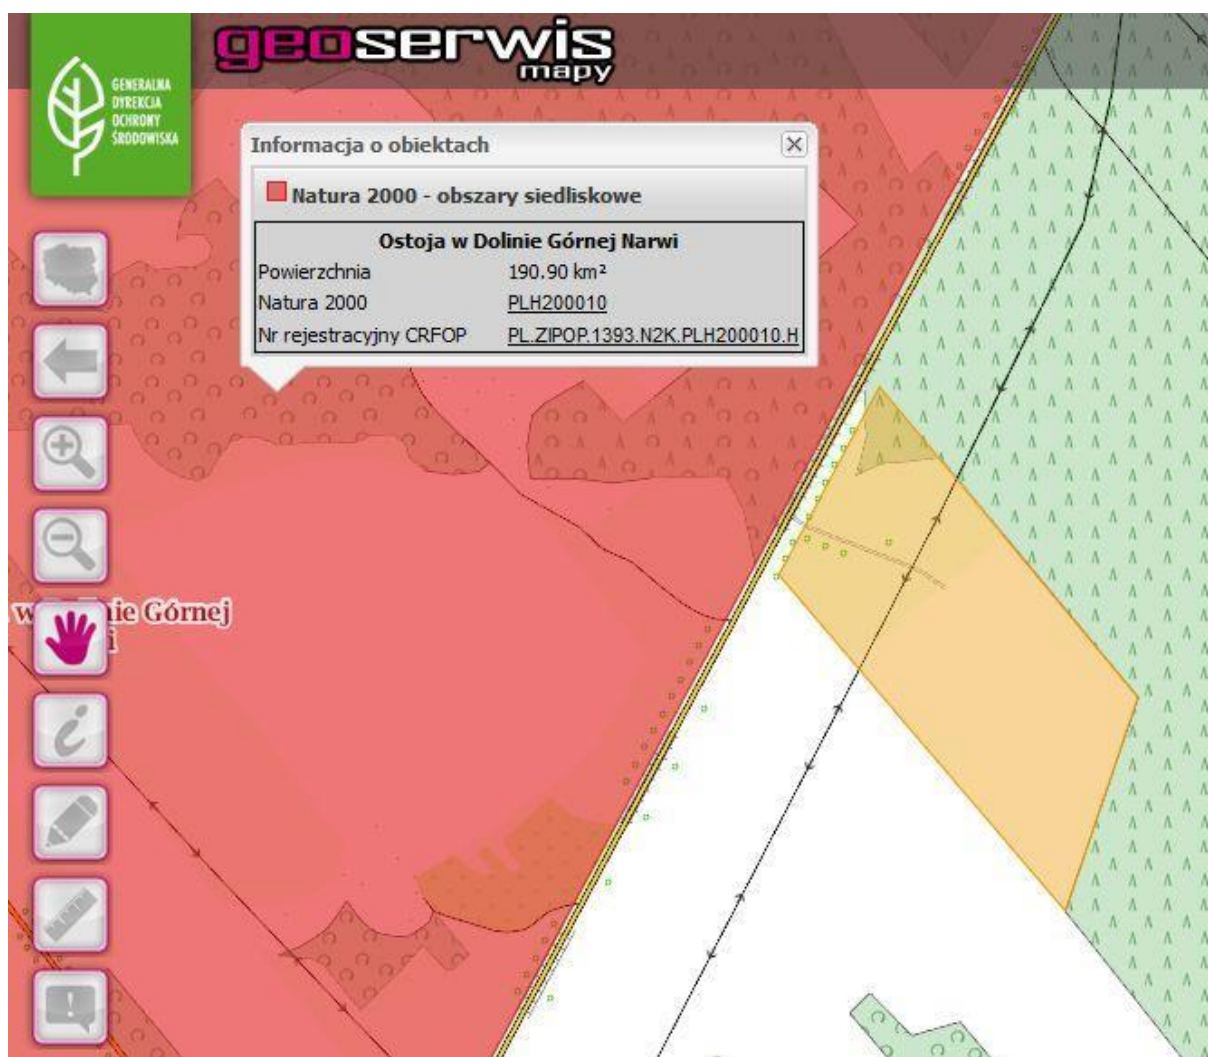 geoserwis
mapy
GENERALNA
DYREKCJA
OCHRONY
ŚRODOWISKA
Informacja o obiektach
Natura 2000 - obszary siedliskowe
Ostoja w Dolinie Górnej Narwi
Powierzchnia 190.90 km²
Natura 2000 PLH200010
Nr rejestracyjny CRFOP PL.ZIPOP.1393.N2K.PLH200010.H
w nie Górnej
i